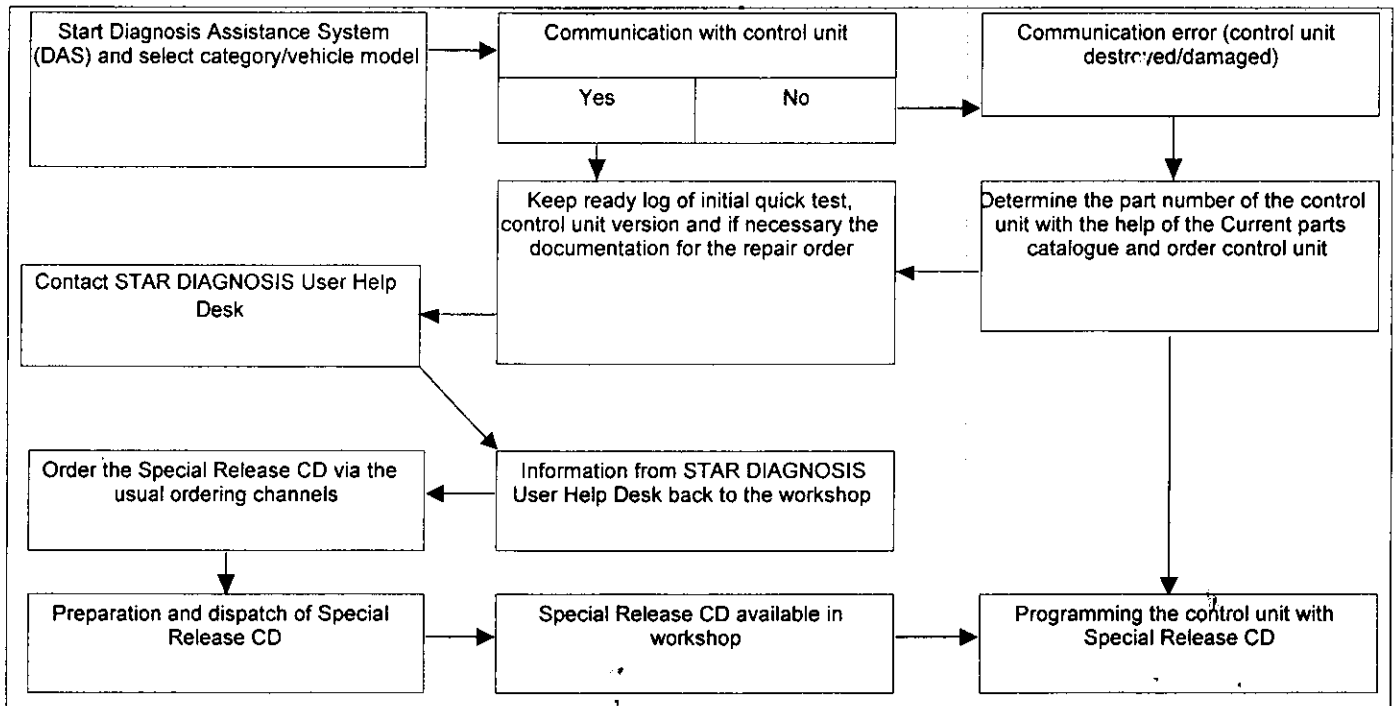 Start Diagnosis Assistance System
(DAS) and select category/vehicle model
Communication with control unit
Yes
No
Communication error (control unit
destroyed/damaged)
Keep ready log of initial quick test,
control unit version and if necessary the
documentation for the repair order
Determine the part number of the control
unit with the help of the Current parts
catalogue and order control unit
Contact STAR DIAGNOSIS User Help
Desk
Order the Special Release CD via the
usual ordering channels
Information from STAR DIAGNOSIS
User Help Desk back to the workshop
Preparation and dispatch of Special
Release CD
Special Release CD available in
workshop
Programming the control unit with
Special Release CD